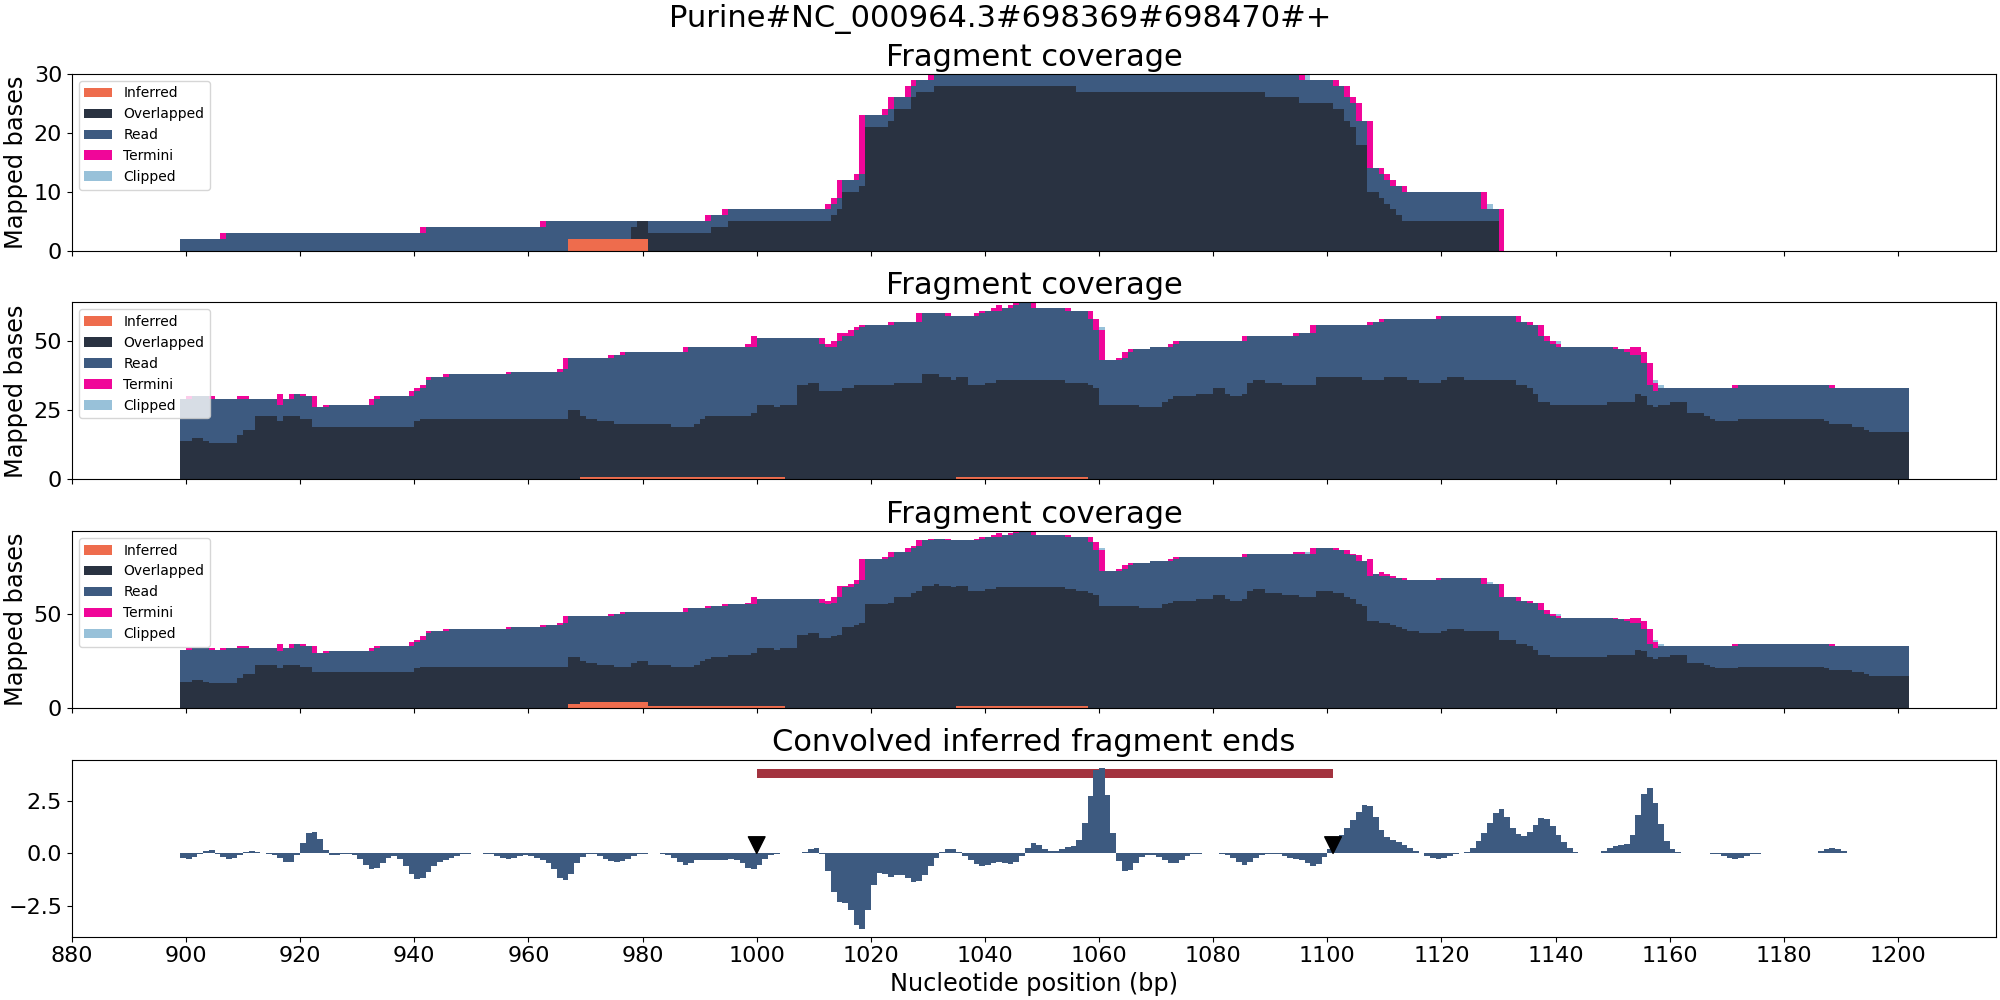 Purine#NC_000964.3#698369#698470#+
Fragment coverage
Mapped bases
30
20
10
0
Inferred
Overlapped
Read
Termini
Clipped
Fragment coverage
Mapped bases
50
25
0
Inferred
Overlapped
Read
Termini
Clipped
Fragment coverage
Mapped bases
50
0
Inferred
Overlapped
Read
Termini
Clipped
Convolved inferred fragment ends
2.5
0.0
−2.5
880 900 920 940 960 980 1000 1020 1040 1060 1080 1100 1120 1140 1160 1180 1200
Nucleotide position (bp)